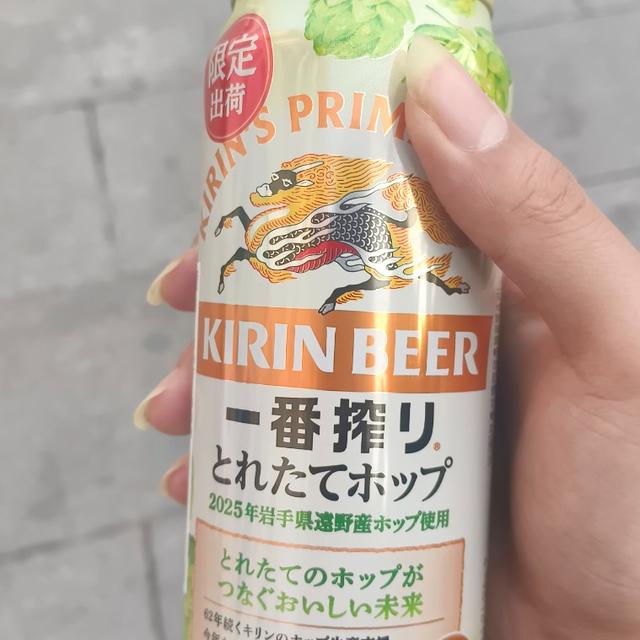 限定
出荷
KIRIN'S PRIM
KIRIN BEER
一番搾り®
とれたてホップ
2025年岩手県遠野産ホップ使用
とれたてのホップが
つなぐおいしい未来
62年続くキリンのホップ